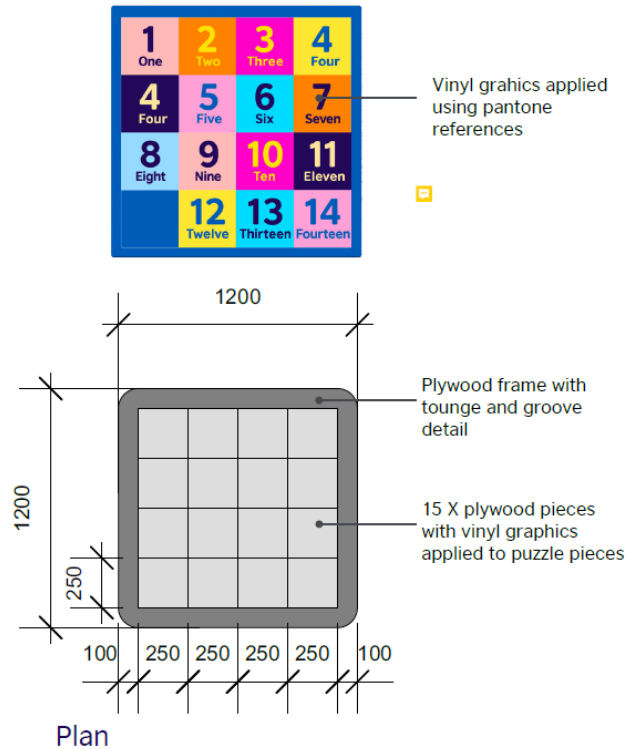 1 2 3 4
One Two Three Four
4 5 6 7
Four Five Six Seven
Vinyl grahics applied
using pantone
references
8 9 10 11
Eight Nine Ten Eleven
12 13 14
Twelve Thirteen Fourteen
1200
Plywood frame with
tounge and groove
detail
1200
15 X plywood pieces
with vinyl graphics
applied to puzzle pieces
250
100 250 250 250 250 100
Plan